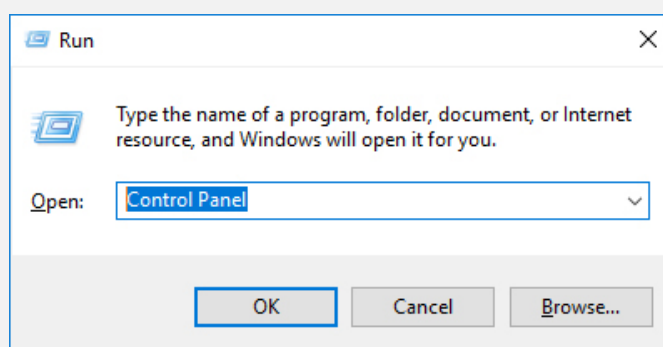 Run
Type the name of a program, folder, document, or Internet
resource, and Windows will open it for you.
Open: Control Panel
OK Cancel Browse...